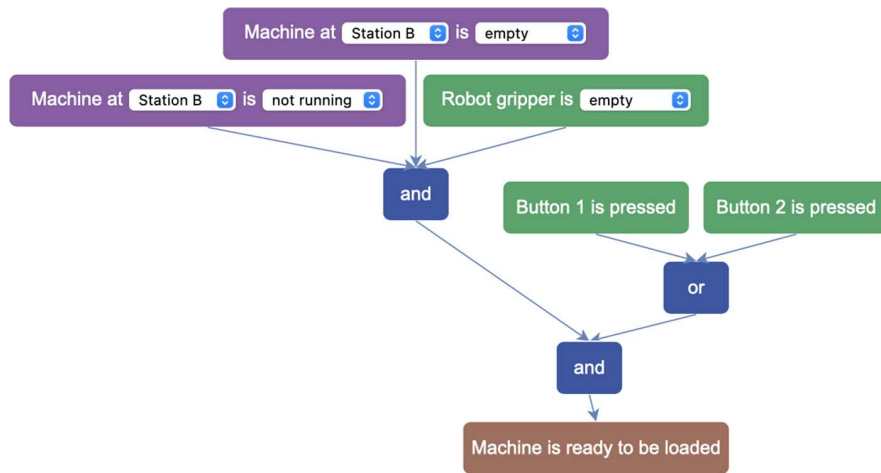 Machine at Station B is empty
Machine at Station B is not running
Robot gripper is empty
and
Button 1 is pressed
Button 2 is pressed
or
and
Machine is ready to be loaded